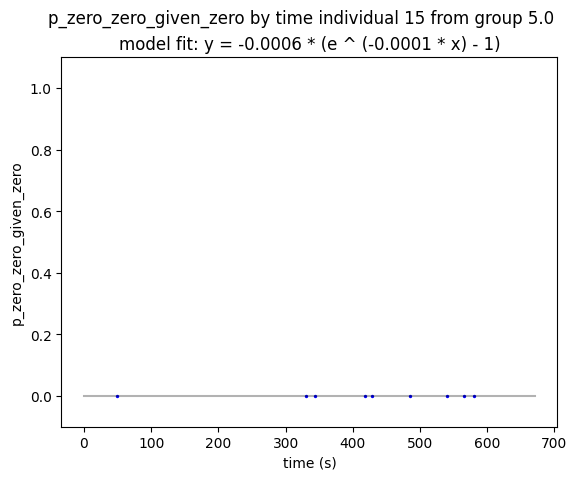 p_zero_zero_given_zero by time individual 15 from group 5.0
model fit: y = -0.0006 * (e ^ (-0.0001 * x) - 1)
1.0
0.8
0.6
0.4
0.2
0.0
p_zero_zero_given_zero
0 100 200 300 400 500 600 700
time (s)